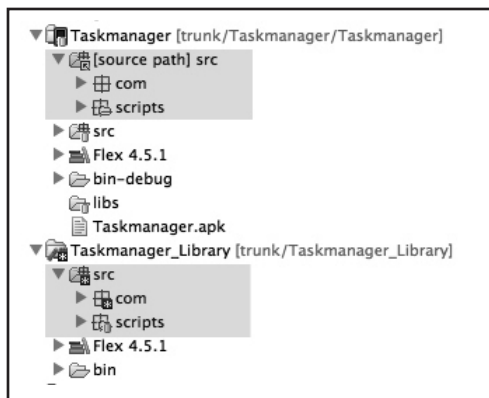 Taskmanager [trunk/Taskmanager/Taskmanager]
[source path] src
com
scripts
src
Flex 4.5.1
bin-debug
libs
Taskmanager.apk
Taskmanager_Library [trunk/Taskmanager_Library]
src
com
scripts
Flex 4.5.1
bin